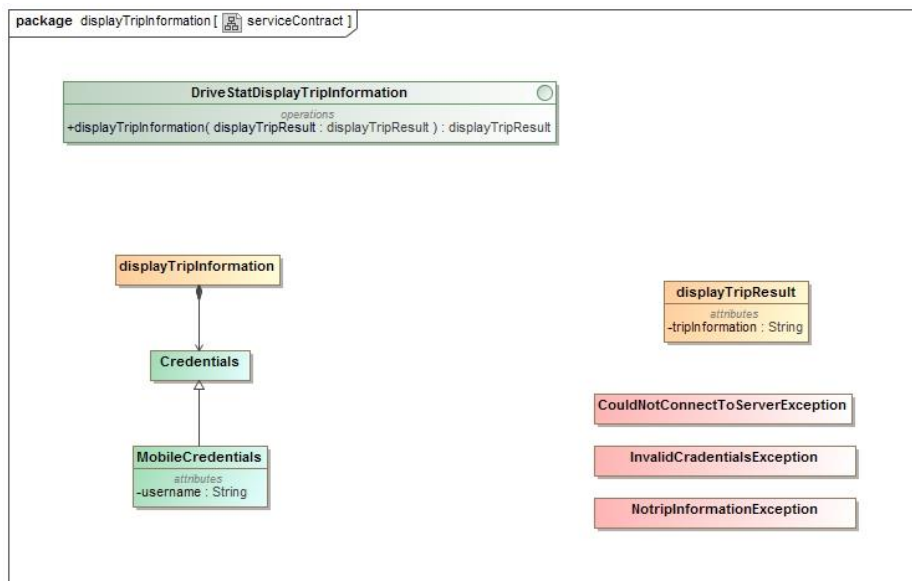 package displayTripInformation [ serviceContract ]
DriveStatDisplayTripInformation
operations
+displayTripInformation( displayTripResult : displayTripResult ) : displayTripResult
displayTripInformation
displayTripResult
attributes
-tripInformation : String
Credentials
CouldNotConnectToServerException
MobileCredentials
attributes
-username : String
InvalidCradentialsException
NotripInformationException